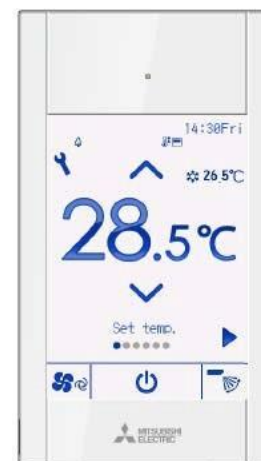 14:30Fri
26.5°C
28.5°C
Set temp.
MITSUBISHI
ELECTRIC